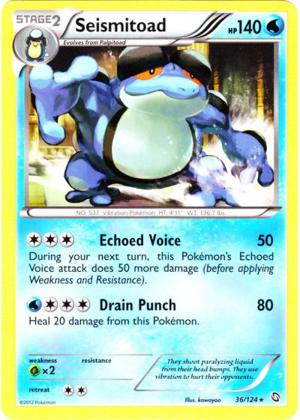 STAGE2
Seismitoad
HP140
Evolves from Palpitoad
NO. 537 Vibration Pokémon HT: 4'11" WT: 136.7 lbs.
Echoed Voice 50
During your next turn, this Pokémon's Echoed
Voice attack does 50 more damage (before applying
Weakness and Resistance).
Drain Punch 80
Heal 20 damage from this Pokémon.
weakness
resistance
×2
retreat
They shoot paralyzing liquid
from their head bumps. They use
vibration to hurt their opponents.
Illus. kawayoo
36/124 ★
©2012 Pokémon